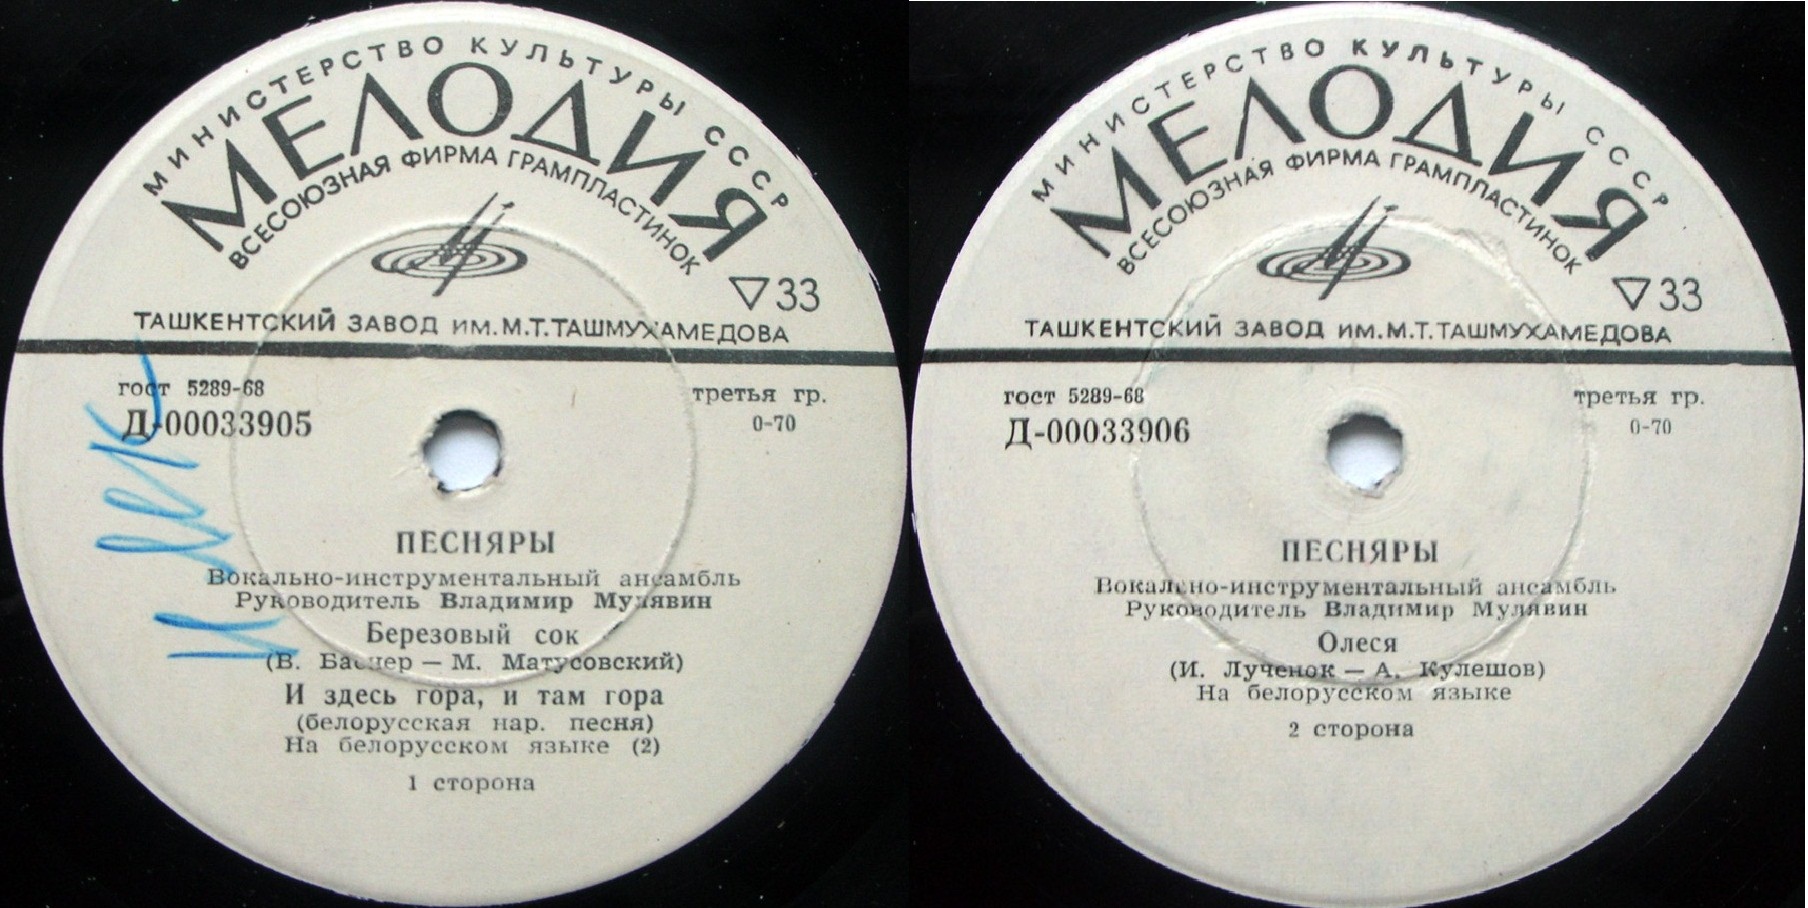 МИНИСТЕРСТВО КУЛЬТУРЫ СССР
МЕЛОДИЯ
ВСЕСОЮЗНАЯ ФИРМА ГРАМПЛАСТИНОК
33
ТАШКЕНТСКИЙ ЗАВОД ИМ. М. Т. ТАШМУХАМЕДОВА
гост 5289-68
третья гр.
Д-00033905
0-70
ПЕСНЯРЫ
Вокально-инструментальный ансамбль
Руководитель Владимир Мулявин
Березовый сок
(В. Баснер — М. Матусовский)
И здесь гора, и там гора
(белорусская нар. песня)
На белорусском языке (2)
1 сторона
МИНИСТЕРСТВО КУЛЬТУРЫ СССР
МЕЛОДИЯ
ВСЕСОЮЗНАЯ ФИРМА ГРАМПЛАСТИНОК
33
ТАШКЕНТСКИЙ ЗАВОД ИМ. М. Т. ТАШМУХАМЕДОВА
гост 5289-68
третья гр.
Д-00033906
0-70
ПЕСНЯРЫ
Вокально-инструментальный ансамбль
Руководитель Владимир Мулявин
Олеся
(И. Лученок — А. Кулешов)
На белорусском языке
2 сторона